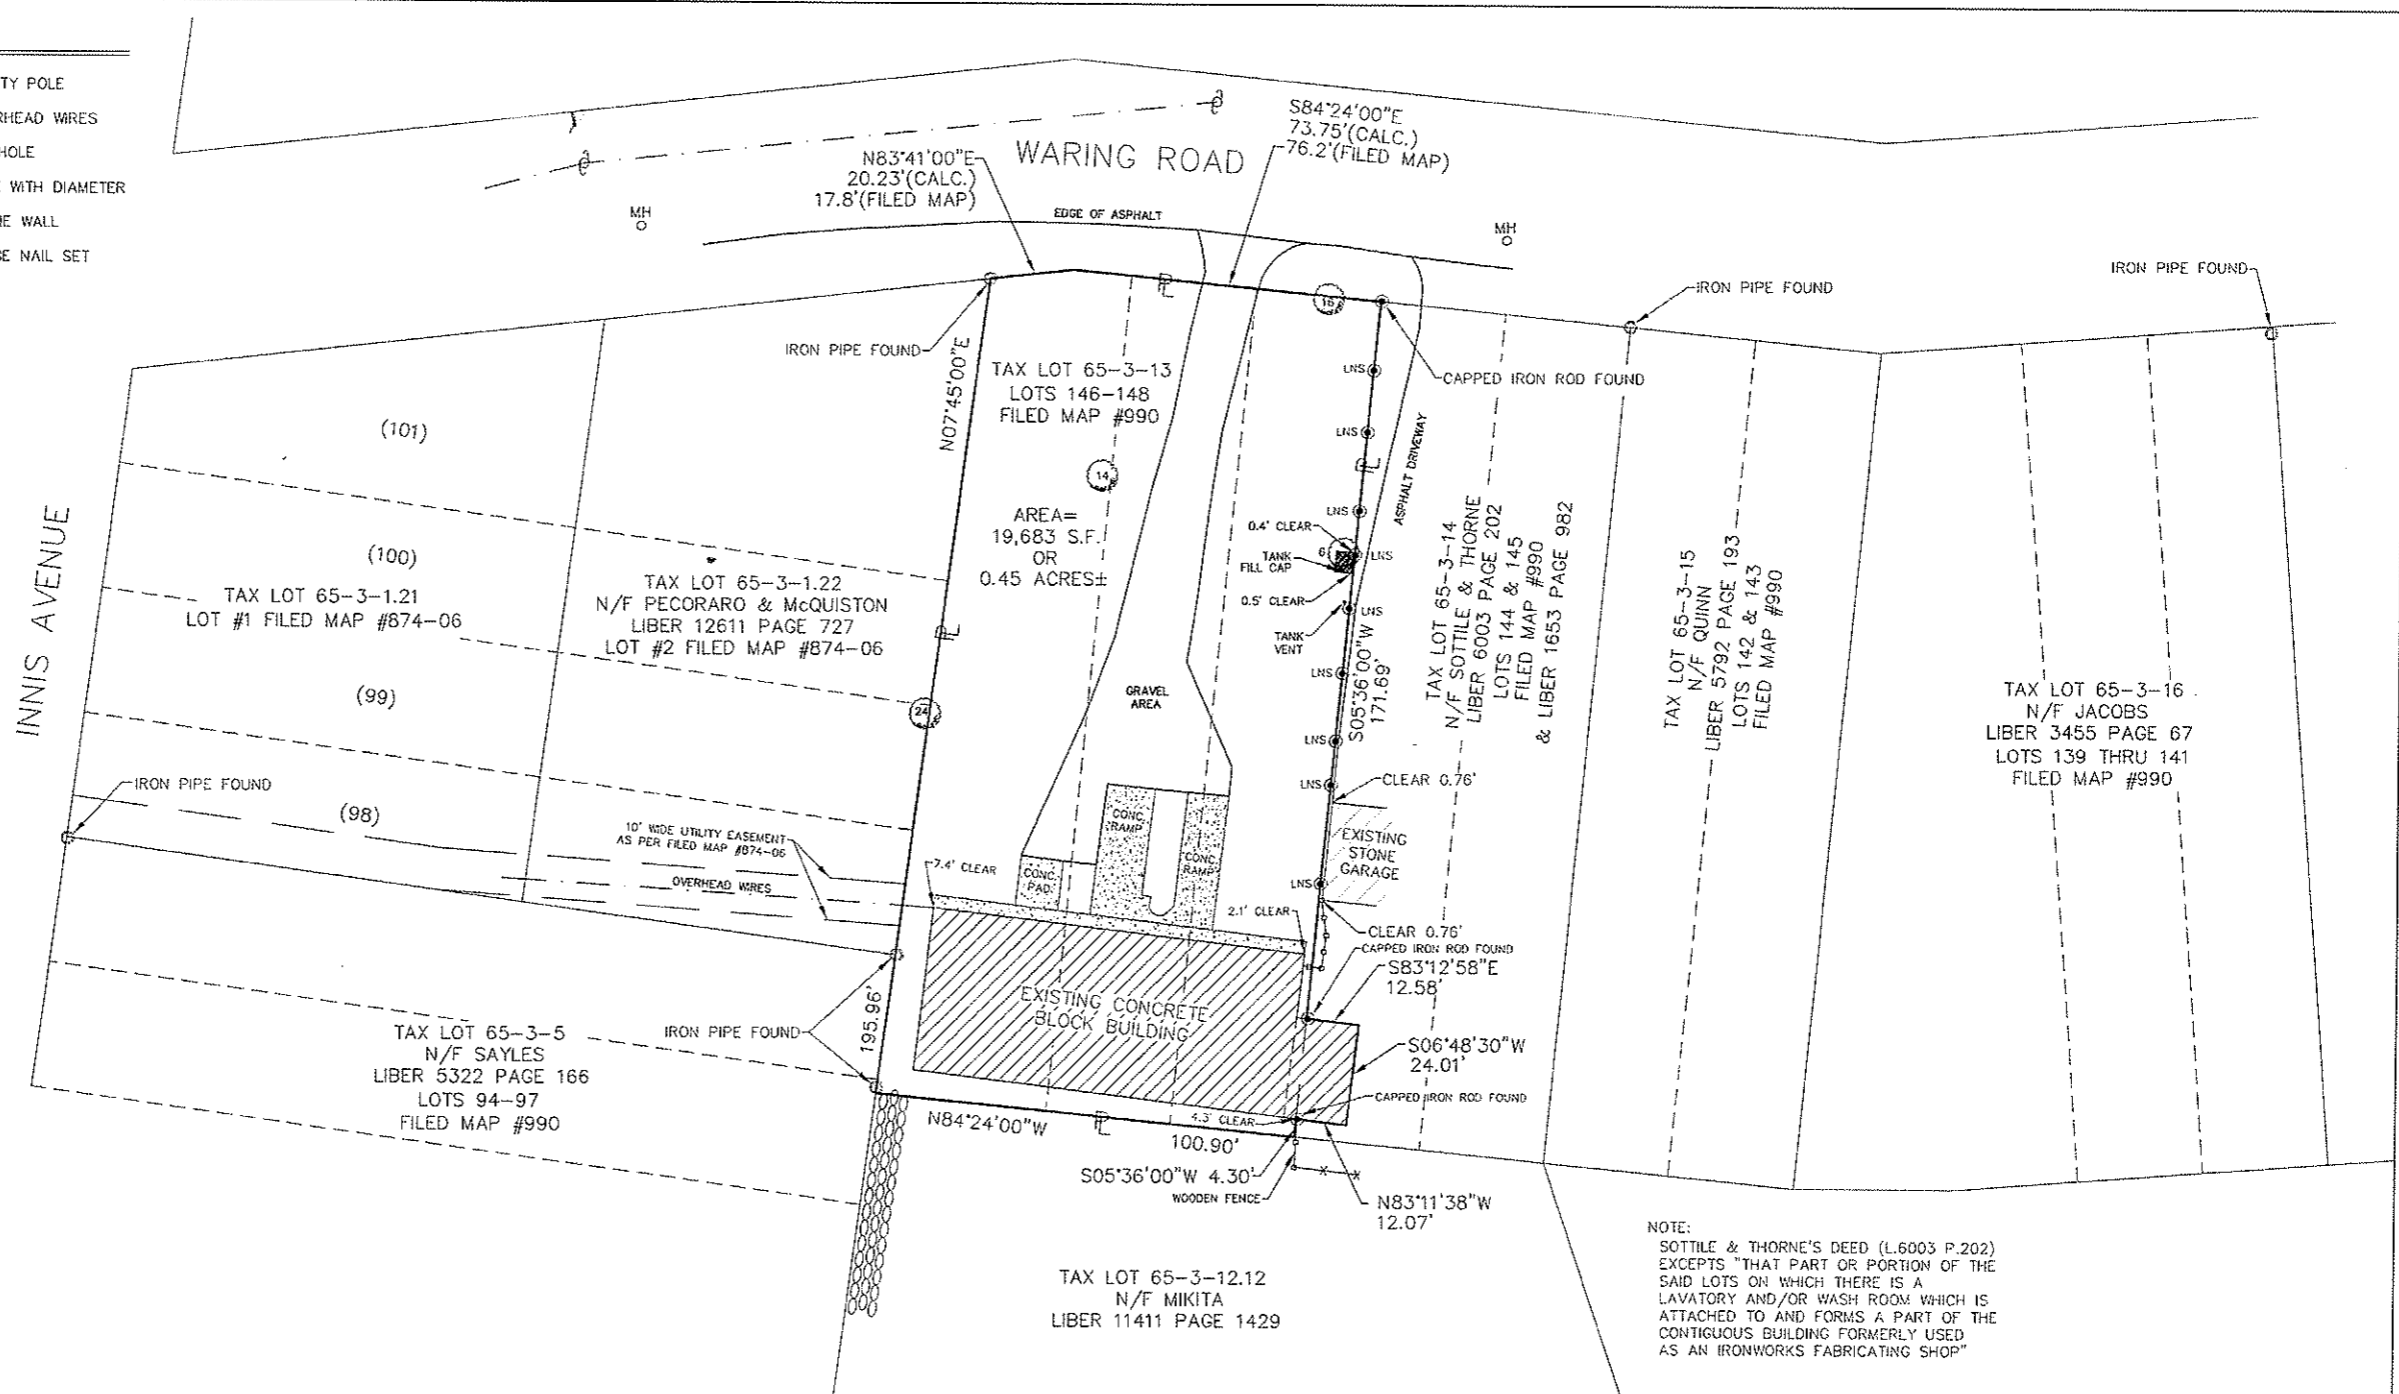 TY POLE
RHEAD WIRES
HOLE
WITH DIAMETER
NE WALL
SE NAIL SET
WARING ROAD
N83°41'00"E
20.23'(CALC.)
17.8'(FILED MAP)
S84°24'00"E
73.75'(CALC.)
76.2'(FILED MAP)
MH
EDGE OF ASPHALT
MH
IRON PIPE FOUND
IRON PIPE FOUND
IRON PIPE FOUND
16
CAPPED IRON ROD FOUND
N07°45'00"E
TAX LOT 65-3-13
LOTS 146-148
FILED MAP #990
14
AREA=
19,683 S.F.
OR
0.45 ACRES±
LNS
LNS
LNS
LNS
LNS
LNS
LNS
LNS
LNS
ASPHALT DRIVEWAY
0.4' CLEAR
6
TANK
FILL CAP
0.5' CLEAR
TANK
VENT
S05°36'00"W
171.69'
INNIS AVENUE
(101)
(100)
TAX LOT 65-3-1.21
LOT #1 FILED MAP #874-06
(99)
(98)
TAX LOT 65-3-1.22
N/F PECORARO & McQUISTON
LIBER 12611 PAGE 727
LOT #2 FILED MAP #874-06
24
IRON PIPE FOUND
10' WIDE UTILITY EASEMENT
AS PER FILED MAP #874-06
OVERHEAD WIRES
GRAVEL
AREA
CONC.
RAMP
CONC.
RAMP
CONC.
PAD
7.4' CLEAR
2.1' CLEAR
CLEAR 0.76'
EXISTING
STONE
GARAGE
CLEAR 0.76'
CAPPED IRON ROD FOUND
S83°12'58"E
12.58'
EXISTING CONCRETE
BLOCK BUILDING
S06°48'30"W
24.01'
CAPPED IRON ROD FOUND
195.96'
IRON PIPE FOUND
N84°24'00"W
100.90'
4.3' CLEAR
S05°36'00"W 4.30'
WOODEN FENCE
N83°11'38"W
12.07'
TAX LOT 65-3-5
N/F SAYLES
LIBER 5322 PAGE 166
LOTS 94-97
FILED MAP #990
TAX LOT 65-3-12.12
N/F MIKITA
LIBER 11411 PAGE 1429
TAX LOT 65-3-14
N/F SOTTILE & THORNE
LIBER 6003 PAGE 202
LOTS 144 & 145
FILED MAP #990
& LIBER 1653 PAGE 982
TAX LOT 65-3-15
N/F QUINN
LIBER 5792 PAGE 193
LOTS 142 & 143
FILED MAP #990
TAX LOT 65-3-16
N/F JACOBS
LIBER 3455 PAGE 67
LOTS 139 THRU 141
FILED MAP #990
NOTE:
SOTTILE & THORNE'S DEED (L.6003 P.202)
EXCEPTS "THAT PART OR PORTION OF THE
SAID LOTS ON WHICH THERE IS A
LAVATORY AND/OR WASH ROOM WHICH IS
ATTACHED TO AND FORMS A PART OF THE
CONTIGUOUS BUILDING FORMERLY USED
AS AN IRONWORKS FABRICATING SHOP"